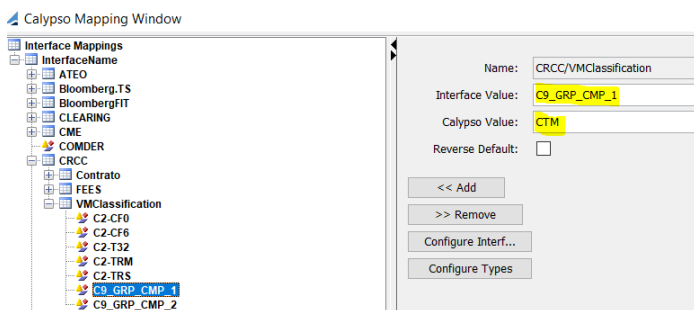 Calypso Mapping Window
Interface Mappings
InterfaceName
ATEO
Bloomberg.TS
BloombergFIT
CLEARING
CME
COMDER
CRCC
Contrato
FEES
VMClassification
C2-CF0
C2-CF6
C2-T32
C2-TRM
C2-TRS
C9_GRP_CMP_1
C9_GRP_CMP_2
Name: CRCC/VMClassification
Interface Value: C9_GRP_CMP_1
Calypso Value: CTM
Reverse Default:
<< Add
>> Remove
Configure Interf...
Configure Types